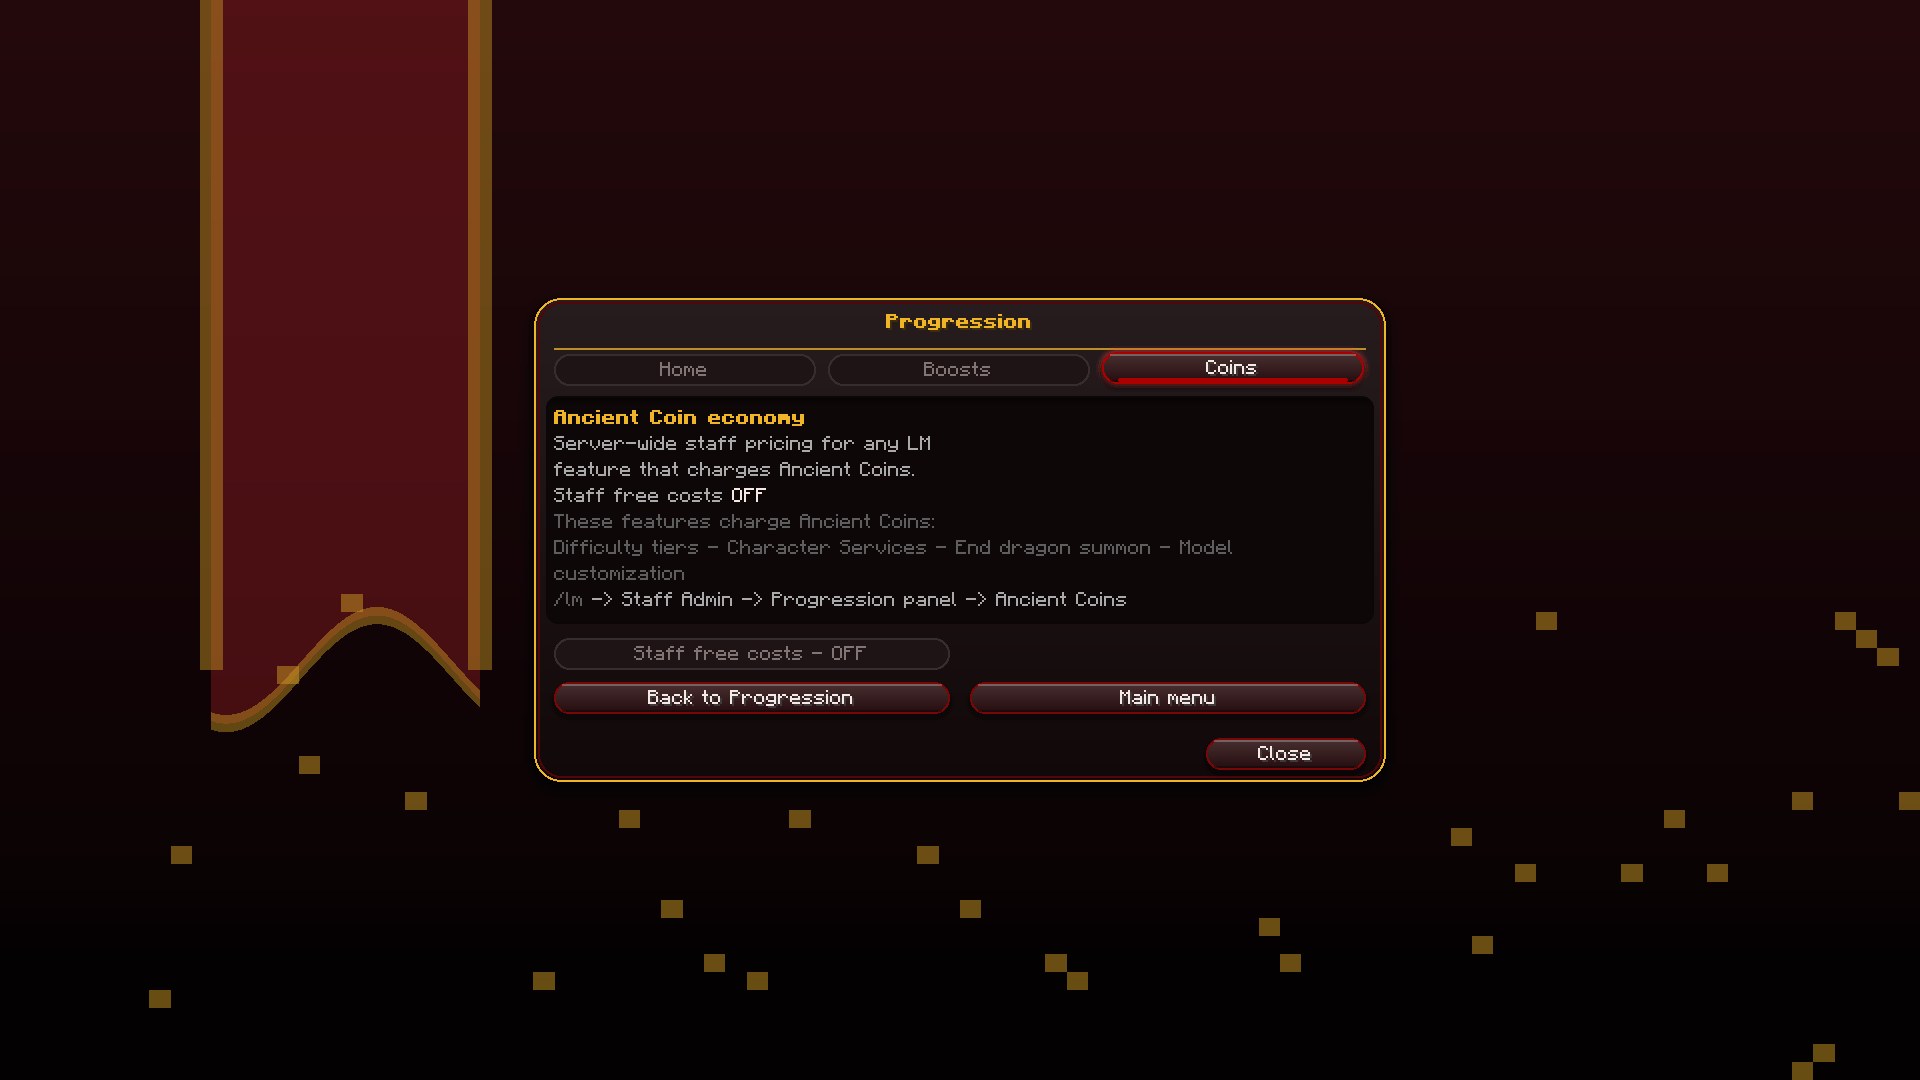 Progression
Home
Boosts
Coins
Ancient Coin economy
Server-wide staff pricing for any LM
feature that charges Ancient Coins.
Staff free costs OFF
These features charge Ancient Coins:
Difficulty tiers - Character Services - End dragon summon - Model
customization
/lm -> Staff Admin -> Progression panel -> Ancient Coins
Staff free costs - OFF
Back to Progression
Main menu
Close